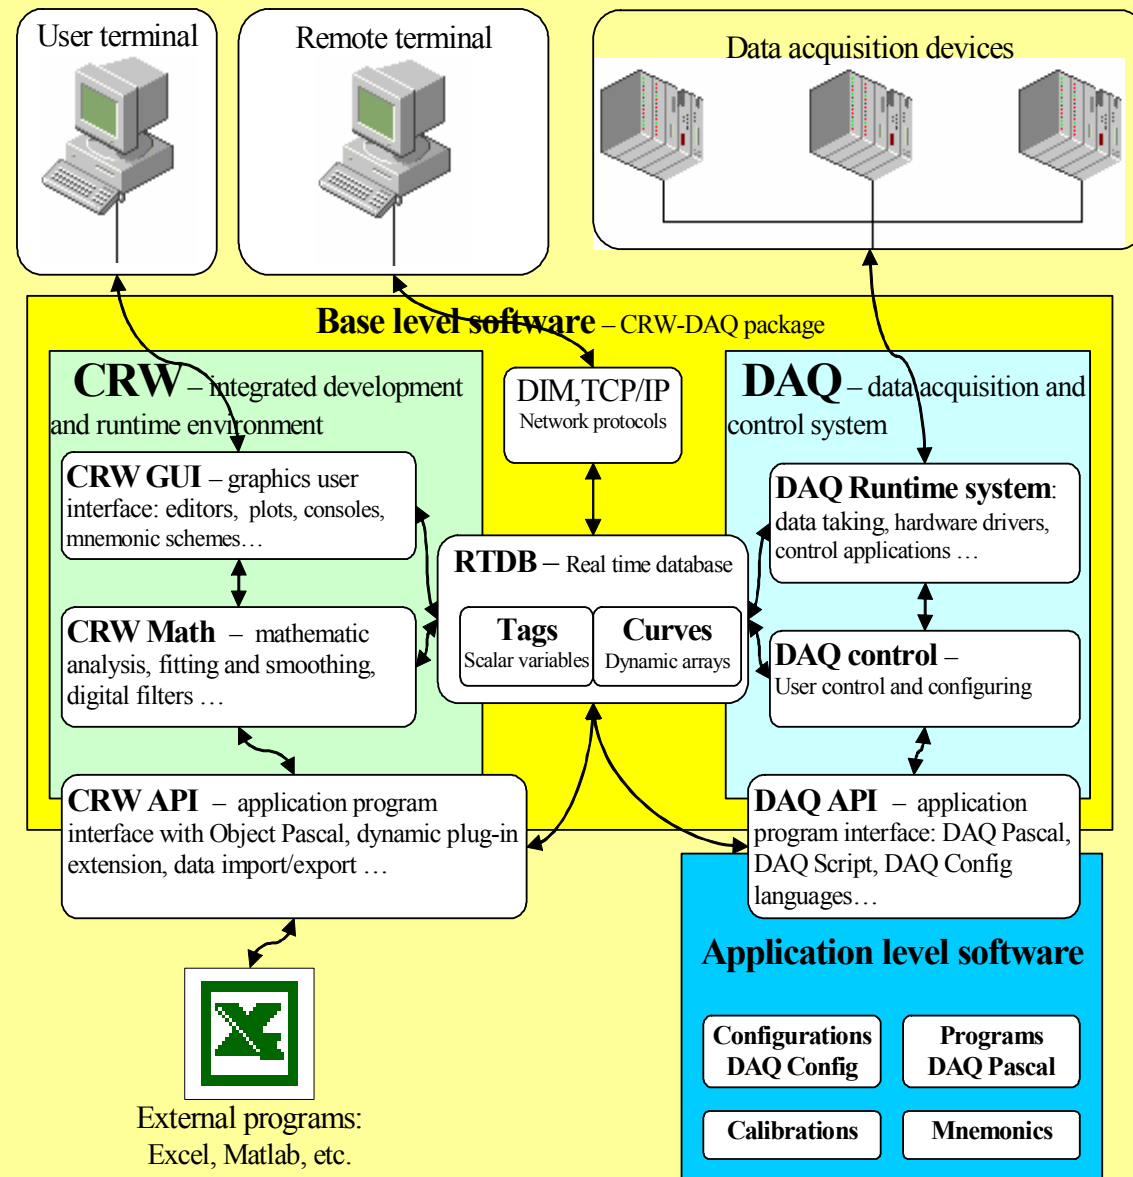 User terminal
Remote terminal
Data acquisition devices
Base level software – CRW-DAQ package
CRW – integrated development
and runtime environment
DIM,TCP/IP
Network protocols
DAQ – data acquisition and
control system
CRW GUI – graphics user
interface: editors, plots, consoles,
mnemonic schemes…
DAQ Runtime system:
data taking, hardware drivers,
control applications …
RTDB – Real time database
Tags
Scalar variables
Curves
Dynamic arrays
CRW Math – mathematic
analysis, fitting and smoothing,
digital filters …
DAQ control –
User control and configuring
CRW API – application program
interface with Object Pascal, dynamic plug-in
extension, data import/export …
DAQ API – application
program interface: DAQ Pascal,
DAQ Script, DAQ Config
languages…
Application level software
Configurations
DAQ Config
Programs
DAQ Pascal
Calibrations
Mnemonics
External programs:
Excel, Matlab, etc.